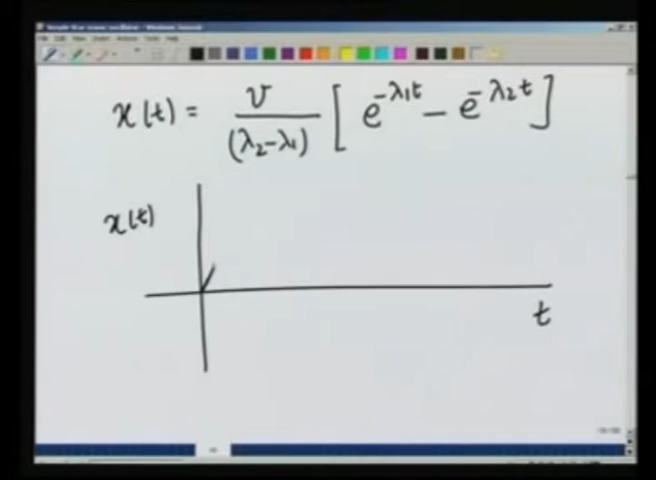 x(t) = v/(λ₂-λ₁) [ e^-λ₁t - e^-λ₂t ]
x(t)
t